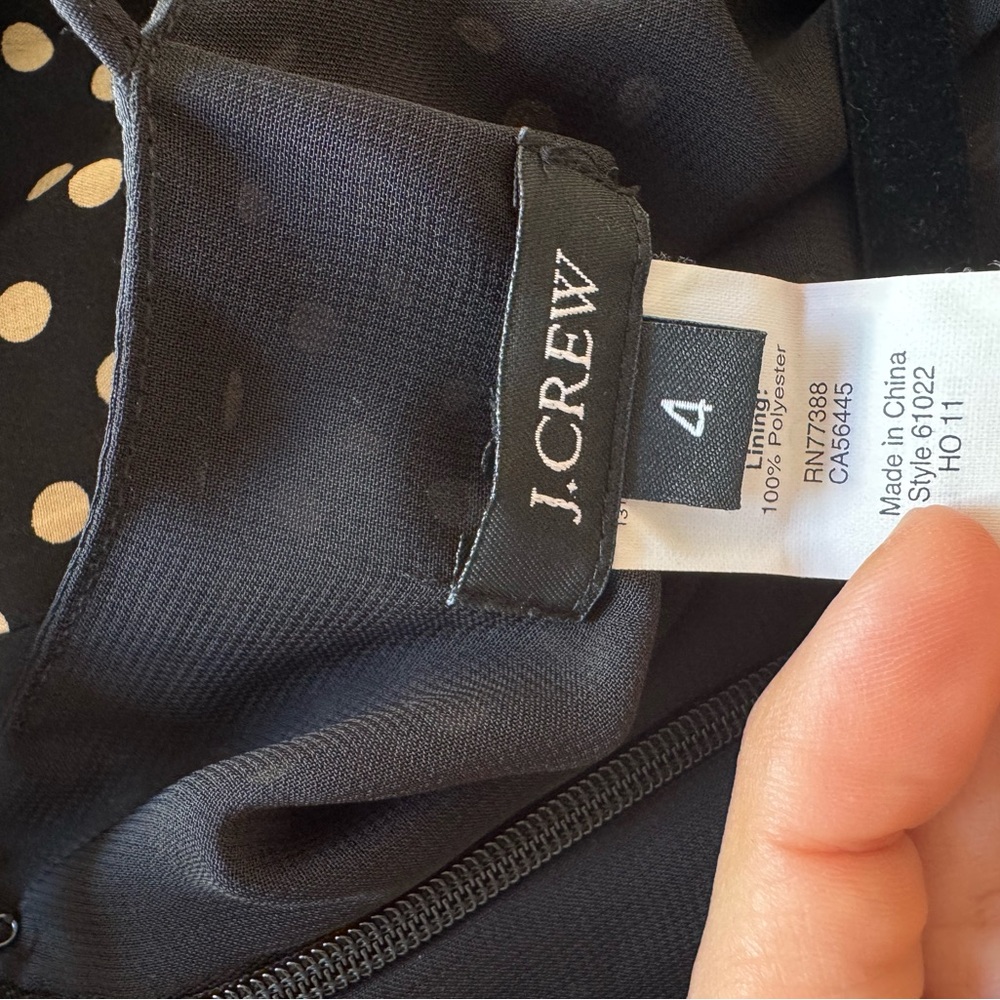 J.CREW
4
Lining:
100% Polyester
RN77388
CA56445
Made in China
Style 61022
HO 11